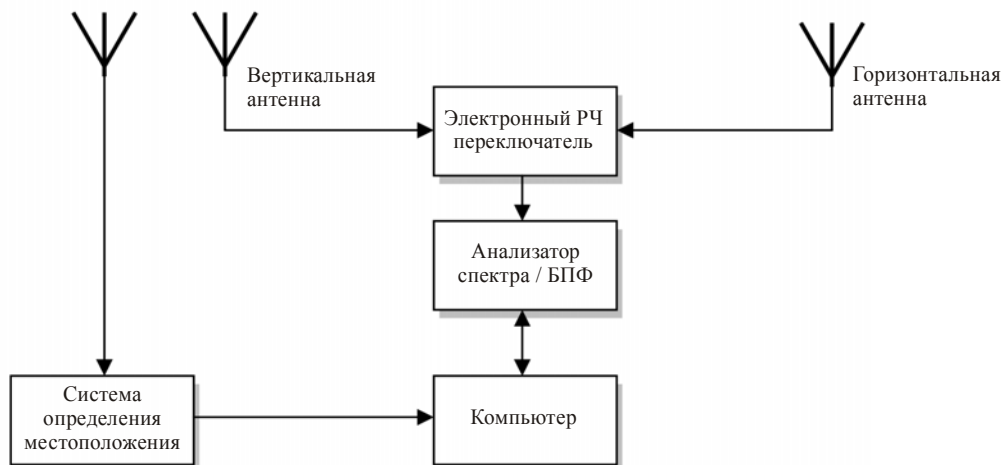 Вертикальная
антенна
Горизонтальная
антенна
Электронный РЧ
переключатель
Анализатор
спектра / БПФ
Система
определения
местоположения
Компьютер